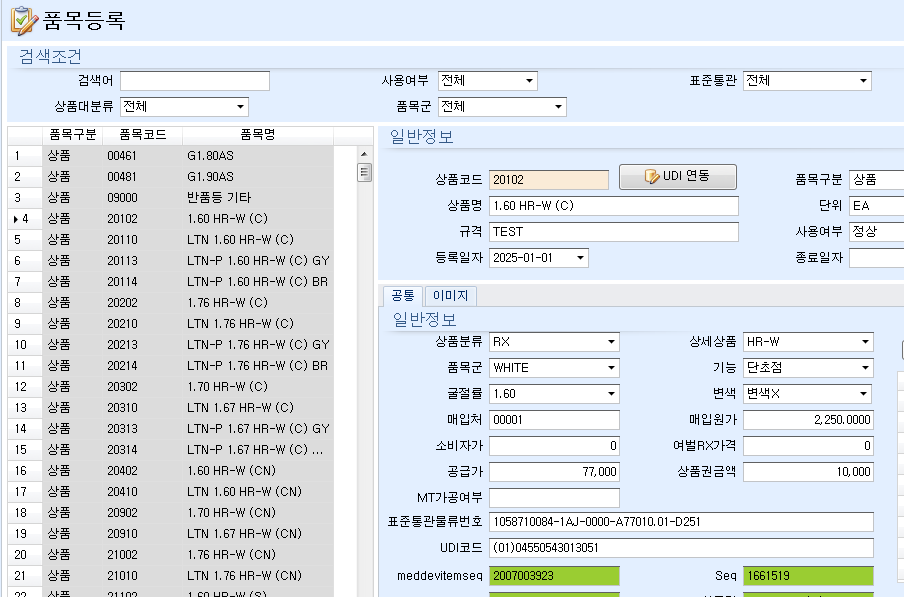 품목등록
검색조건
검색어 사용여부 전체 표준통관 전체
상품대분류 전체 품목군 전체
품목구분 품목코드 품목명
1 상품 00461 G1.80AS
2 상품 00481 G1.90AS
3 상품 09000 반품등 기타
4 상품 20102 1.60 HR-W (C)
5 상품 20110 LTN 1.60 HR-W (C)
6 상품 20113 LTN-P 1.60 HR-W (C) GY
7 상품 20114 LTN-P 1.60 HR-W (C) BR
8 상품 20202 1.76 HR-W (C)
9 상품 20210 LTN 1.76 HR-W (C)
10 상품 20213 LTN-P 1.76 HR-W (C) GY
11 상품 20214 LTN-P 1.76 HR-W (C) BR
12 상품 20302 1.70 HR-W (C)
13 상품 20310 LTN 1.67 HR-W (C)
14 상품 20313 LTN-P 1.67 HR-W (C) GY
15 상품 20314 LTN-P 1.67 HR-W (C) ...
16 상품 20402 1.60 HR-W (CN)
17 상품 20410 LTN 1.60 HR-W (CN)
18 상품 20902 1.70 HR-W (CN)
19 상품 20910 LTN 1.67 HR-W (CN)
20 상품 21002 1.76 HR-W (CN)
21 상품 21010 LTN 1.76 HR-W (CN)
22 상품 21102 1.60 HR-W (S)
일반정보
상품코드 20102 UDI 연동 품목구분 상품
상품명 1.60 HR-W (C) 단위 EA
규격 TEST 사용여부 정상
등록일자 2025-01-01 종료일자
공통 이미지
일반정보
상품분류 RX 상세상품 HR-W
품목군 WHITE 기능 단초점
굴절률 1.60 변색 변색X
매입처 00001 매입원가 2,250.0000
소비자가 0 여벌RX가격 0
공급가 77,000 상품권금액 10,000
MT가공여부
표준통관물류번호 1058710084-1AJ-0000-A77010.01-D251
UDI코드 (01)04550543013051
meddevitemseq 2007003923 Seq 1661519